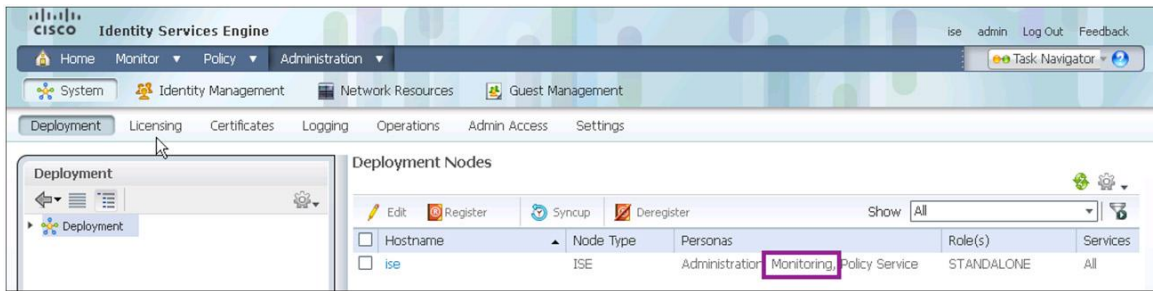 CISCO Identity Services Engine ise admin Log Out Feedback
Home Monitor Policy Administration Task Navigator
System Identity Management Network Resources Guest Management
Deployment Licensing Certificates Logging Operations Admin Access Settings
Deployment
Deployment
Deployment Nodes
Edit Register Syncup Deregister Show All
Hostname Node Type Personas Role(s) Services
ise ISE Administration, Monitoring, Policy Service STANDALONE All